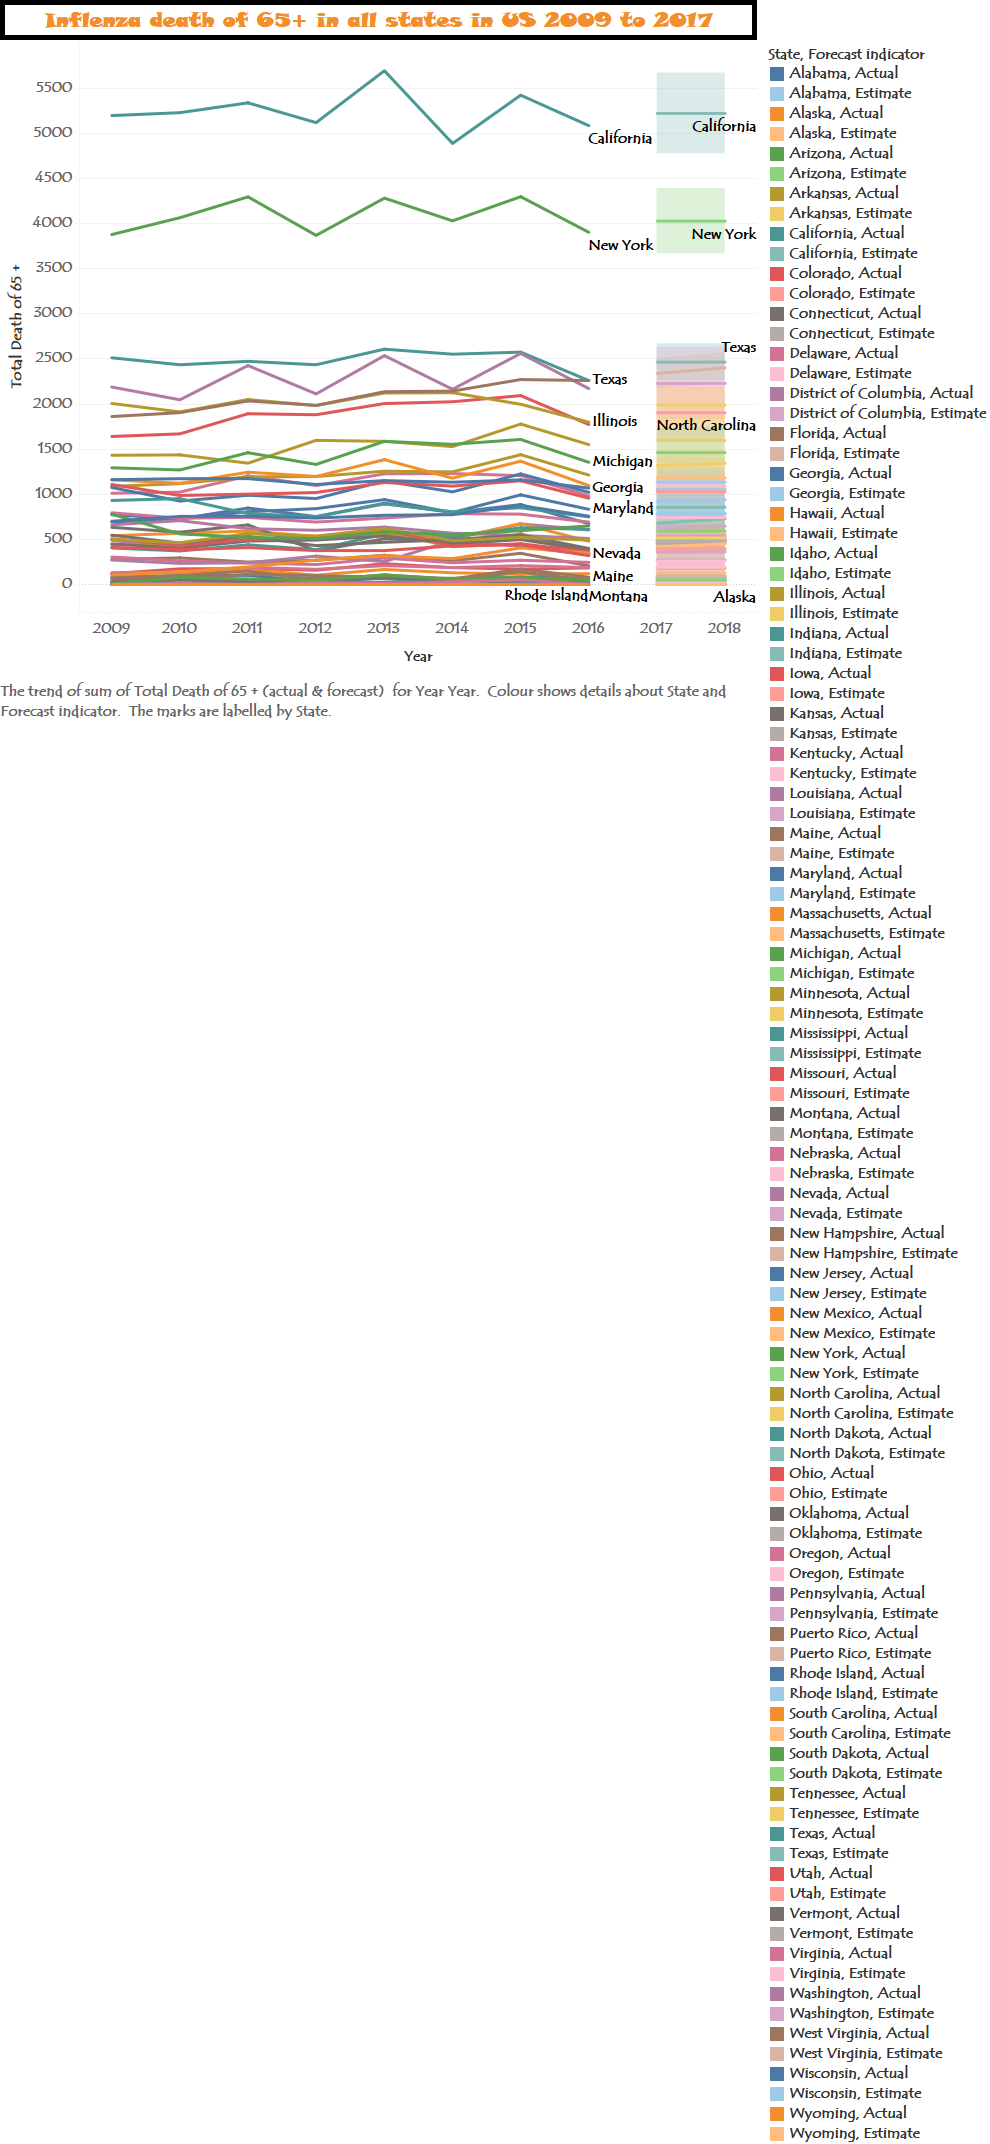 Inflenza death of 65+ in all states in US 2009 to 2017
5500
5000
4500
4000
3500
3000
2500
2000
1500
1000
500
0
Total Death of 65 +
California
New York
Texas
Illinois
Michigan
Georgia
Maryland
Nevada
Maine
Rhode Island
Montana
California
New York
Texas
North Carolina
Alaska
2009 2010 2011 2012 2013 2014 2015 2016 2017 2018
Year
The trend of sum of Total Death of 65 + (actual & forecast)  for Year Year.  Colour shows details about State and
Forecast indicator.  The marks are labelled by State.
State, Forecast indicator
Alabama, Actual
Alabama, Estimate
Alaska, Actual
Alaska, Estimate
Arizona, Actual
Arizona, Estimate
Arkansas, Actual
Arkansas, Estimate
California, Actual
California, Estimate
Colorado, Actual
Colorado, Estimate
Connecticut, Actual
Connecticut, Estimate
Delaware, Actual
Delaware, Estimate
District of Columbia, Actual
District of Columbia, Estimate
Florida, Actual
Florida, Estimate
Georgia, Actual
Georgia, Estimate
Hawaii, Actual
Hawaii, Estimate
Idaho, Actual
Idaho, Estimate
Illinois, Actual
Illinois, Estimate
Indiana, Actual
Indiana, Estimate
Iowa, Actual
Iowa, Estimate
Kansas, Actual
Kansas, Estimate
Kentucky, Actual
Kentucky, Estimate
Louisiana, Actual
Louisiana, Estimate
Maine, Actual
Maine, Estimate
Maryland, Actual
Maryland, Estimate
Massachusetts, Actual
Massachusetts, Estimate
Michigan, Actual
Michigan, Estimate
Minnesota, Actual
Minnesota, Estimate
Mississippi, Actual
Mississippi, Estimate
Missouri, Actual
Missouri, Estimate
Montana, Actual
Montana, Estimate
Nebraska, Actual
Nebraska, Estimate
Nevada, Actual
Nevada, Estimate
New Hampshire, Actual
New Hampshire, Estimate
New Jersey, Actual
New Jersey, Estimate
New Mexico, Actual
New Mexico, Estimate
New York, Actual
New York, Estimate
North Carolina, Actual
North Carolina, Estimate
North Dakota, Actual
North Dakota, Estimate
Ohio, Actual
Ohio, Estimate
Oklahoma, Actual
Oklahoma, Estimate
Oregon, Actual
Oregon, Estimate
Pennsylvania, Actual
Pennsylvania, Estimate
Puerto Rico, Actual
Puerto Rico, Estimate
Rhode Island, Actual
Rhode Island, Estimate
South Carolina, Actual
South Carolina, Estimate
South Dakota, Actual
South Dakota, Estimate
Tennessee, Actual
Tennessee, Estimate
Texas, Actual
Texas, Estimate
Utah, Actual
Utah, Estimate
Vermont, Actual
Vermont, Estimate
Virginia, Actual
Virginia, Estimate
Washington, Actual
Washington, Estimate
West Virginia, Actual
West Virginia, Estimate
Wisconsin, Actual
Wisconsin, Estimate
Wyoming, Actual
Wyoming, Estimate